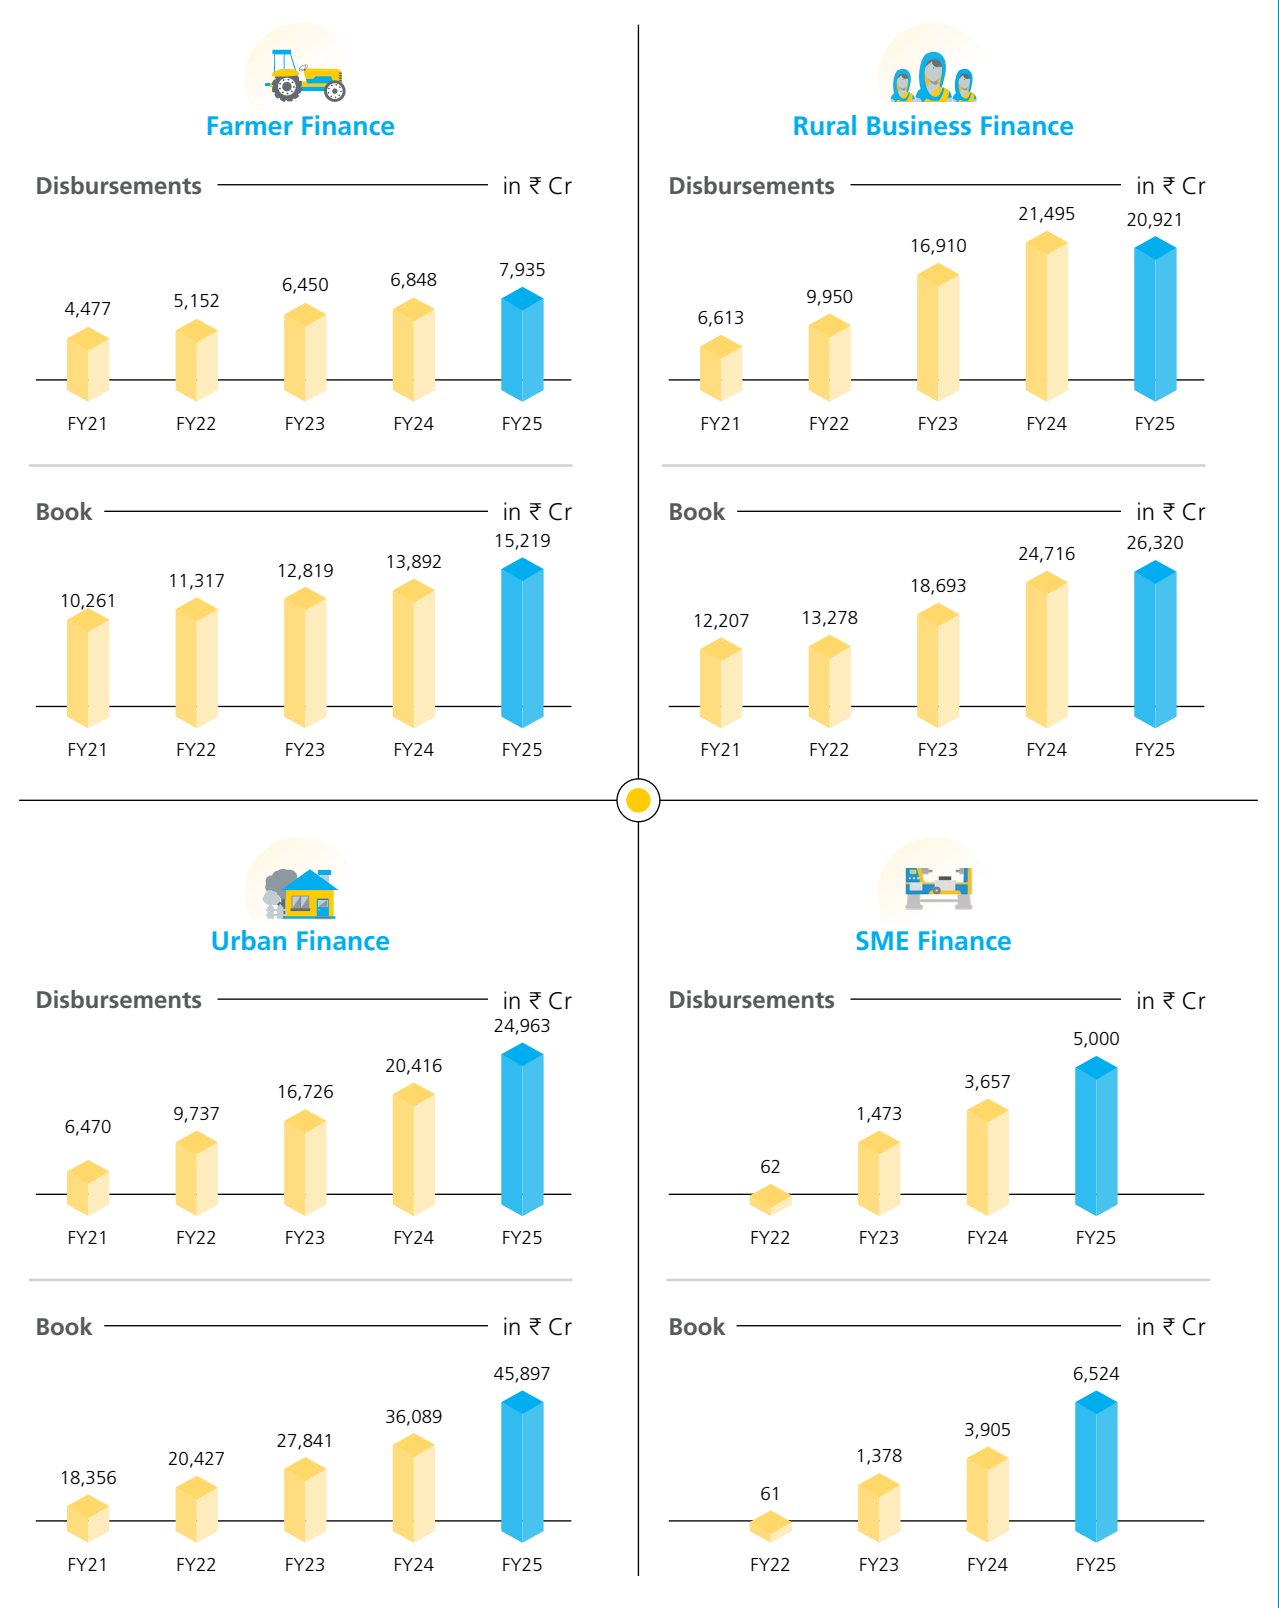 Farmer Finance
Disbursements in ₹ Cr
4,477 5,152 6,450 6,848 7,935
FY21 FY22 FY23 FY24 FY25
Book in ₹ Cr
10,261 11,317 12,819 13,892 15,219
FY21 FY22 FY23 FY24 FY25
Rural Business Finance
Disbursements in ₹ Cr
6,613 9,950 16,910 21,495 20,921
FY21 FY22 FY23 FY24 FY25
Book in ₹ Cr
12,207 13,278 18,693 24,716 26,320
FY21 FY22 FY23 FY24 FY25
Urban Finance
Disbursements in ₹ Cr
6,470 9,737 16,726 20,416 24,963
FY21 FY22 FY23 FY24 FY25
Book in ₹ Cr
18,356 20,427 27,841 36,089 45,897
FY21 FY22 FY23 FY24 FY25
SME Finance
Disbursements in ₹ Cr
62 1,473 3,657 5,000
FY22 FY23 FY24 FY25
Book in ₹ Cr
61 1,378 3,905 6,524
FY22 FY23 FY24 FY25